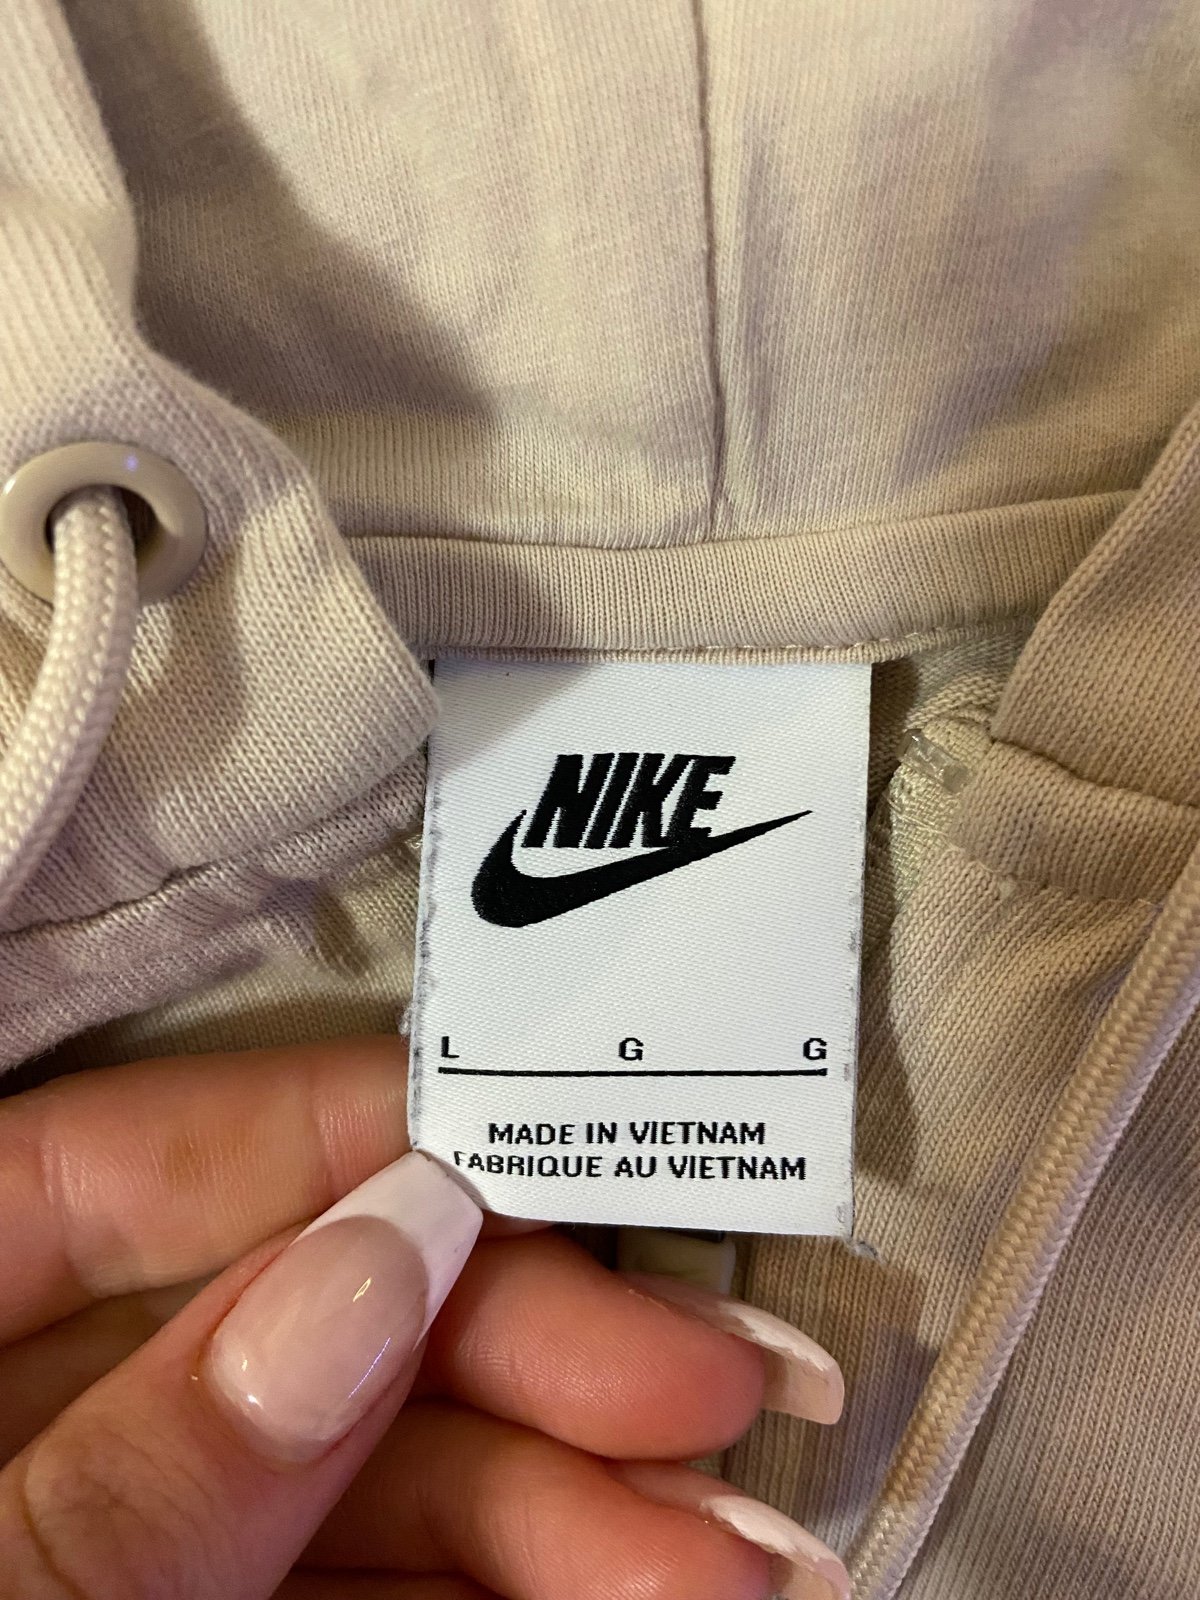 NIKE
L G G
MADE IN VIETNAM
FABRIQUE AU VIETNAM